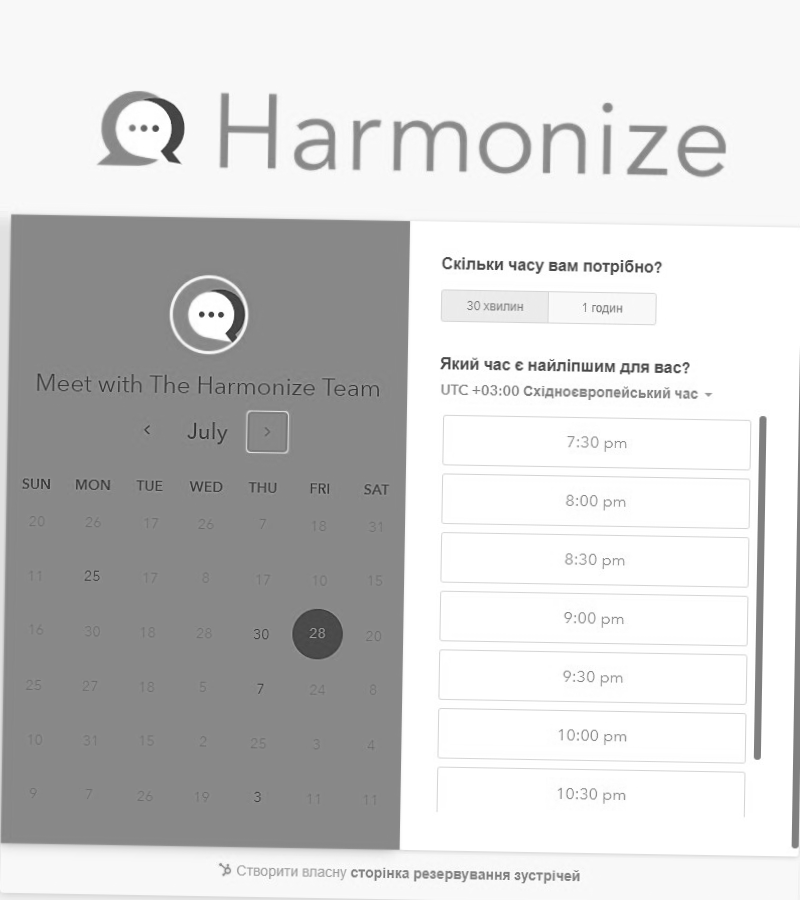 Harmonize
Meet with The Harmonize Team
July
SUN MON TUE WED THU FRI SAT
20 26 17 26 7 18 31
11 25 17 8 17 10 15
16 30 18 28 30 28 20
25 27 18 5 7 24 8
10 31 15 2 25 3 4
9 7 26 19 3 11 11
Скільки часу вам потрібно?
30 хвилин 1 годин
Який час є найліпшим для вас?
UTC +03:00 Східноєвропейський час
7:30 pm
8:00 pm
8:30 pm
9:00 pm
9:30 pm
10:00 pm
10:30 pm
Створити власну сторінка резервування зустрічей